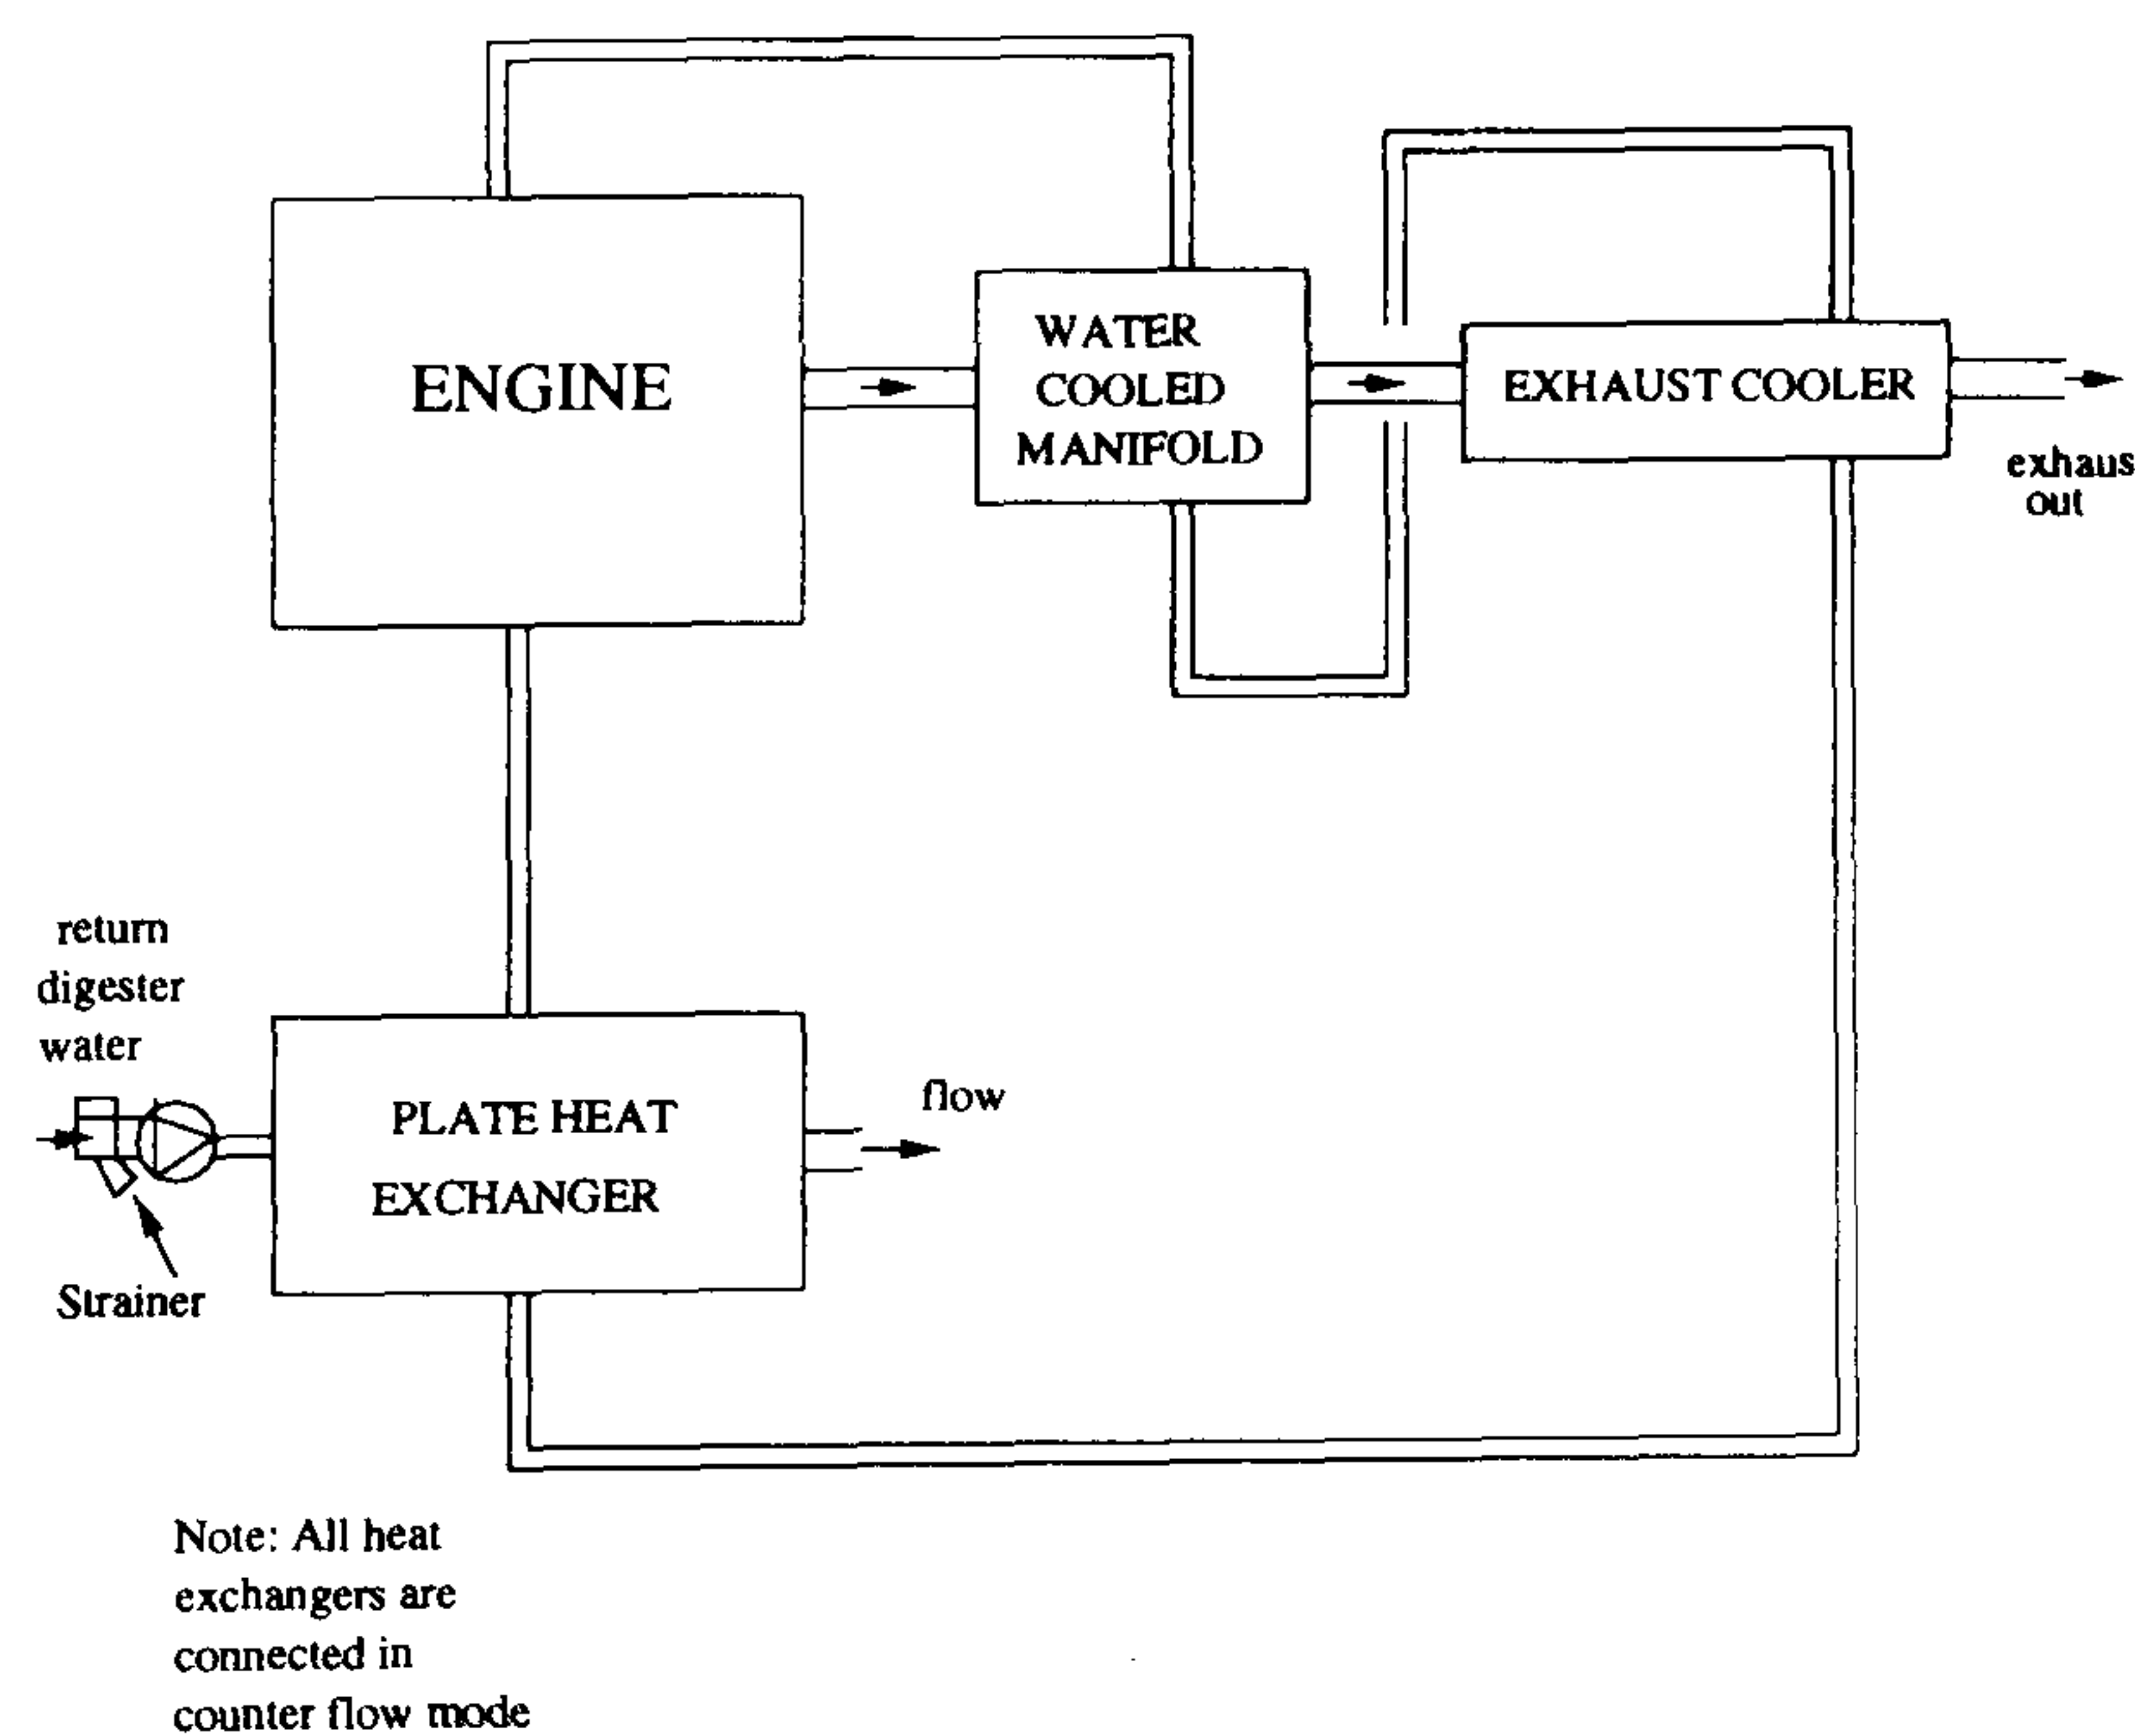 ENGINE
WATER
COOLED
MANIFOLD
EXHAUST COOLER
exhaus
out
return
digester
water
flow
PLATE HEAT
EXCHANGER
Strainer
Note: All heat
exchangers are
connected in
counter flow mode